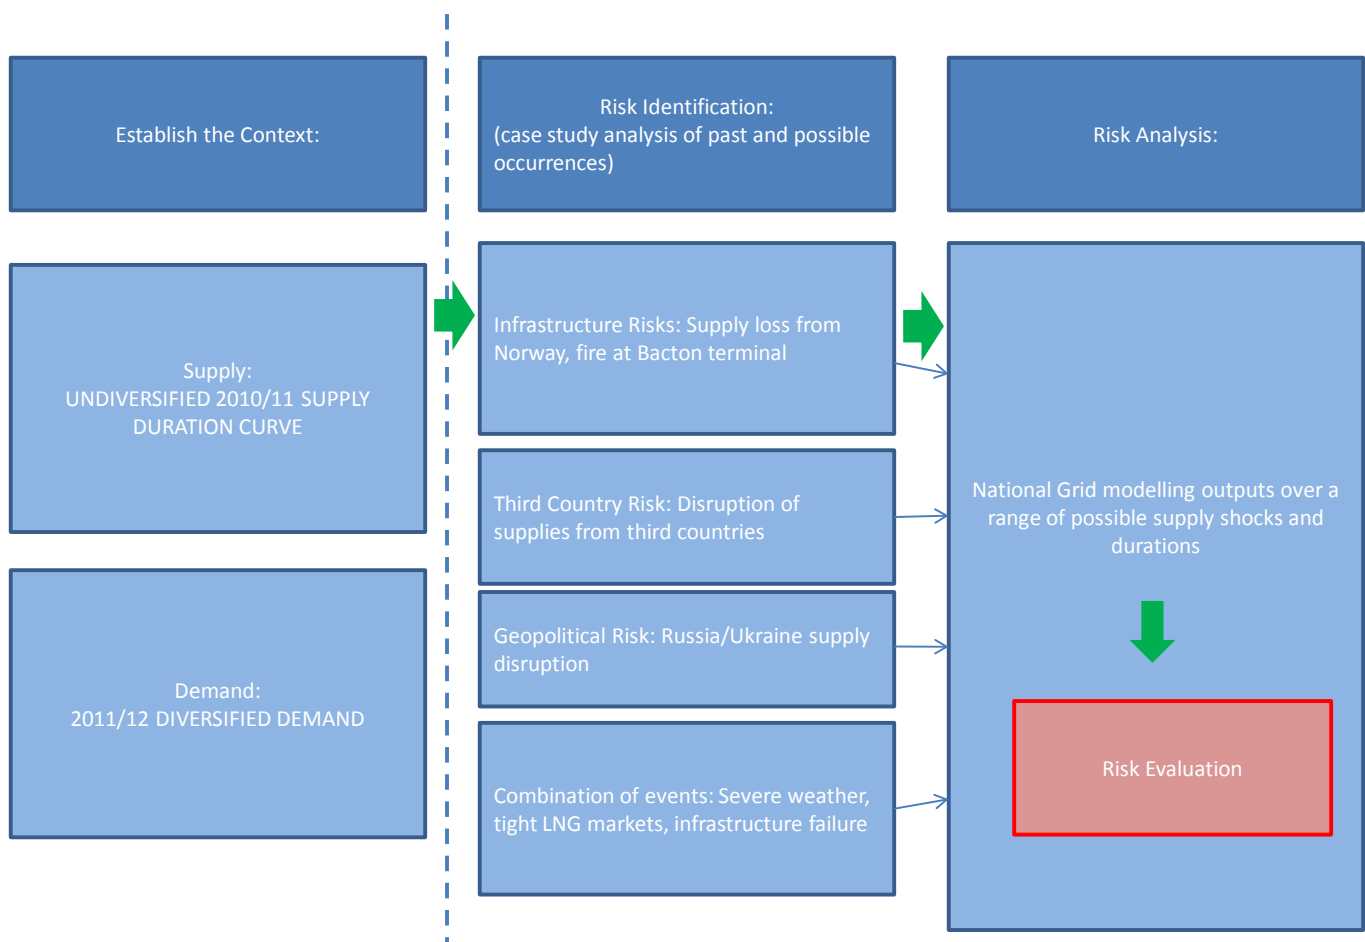 Establish the Context:
Risk Identification:
(case study analysis of past and possible
occurrences)
Risk Analysis:
Supply:
UNDIVERSIFIED 2010/11 SUPPLY
DURATION CURVE
Demand:
2011/12 DIVERSIFIED DEMAND
Infrastructure Risks: Supply loss from
Norway, fire at Bacton terminal
Third Country Risk: Disruption of
supplies from third countries
Geopolitical Risk: Russia/Ukraine supply
disruption
Combination of events: Severe weather,
tight LNG markets, infrastructure failure
National Grid modelling outputs over a
range of possible supply shocks and
durations
Risk Evaluation